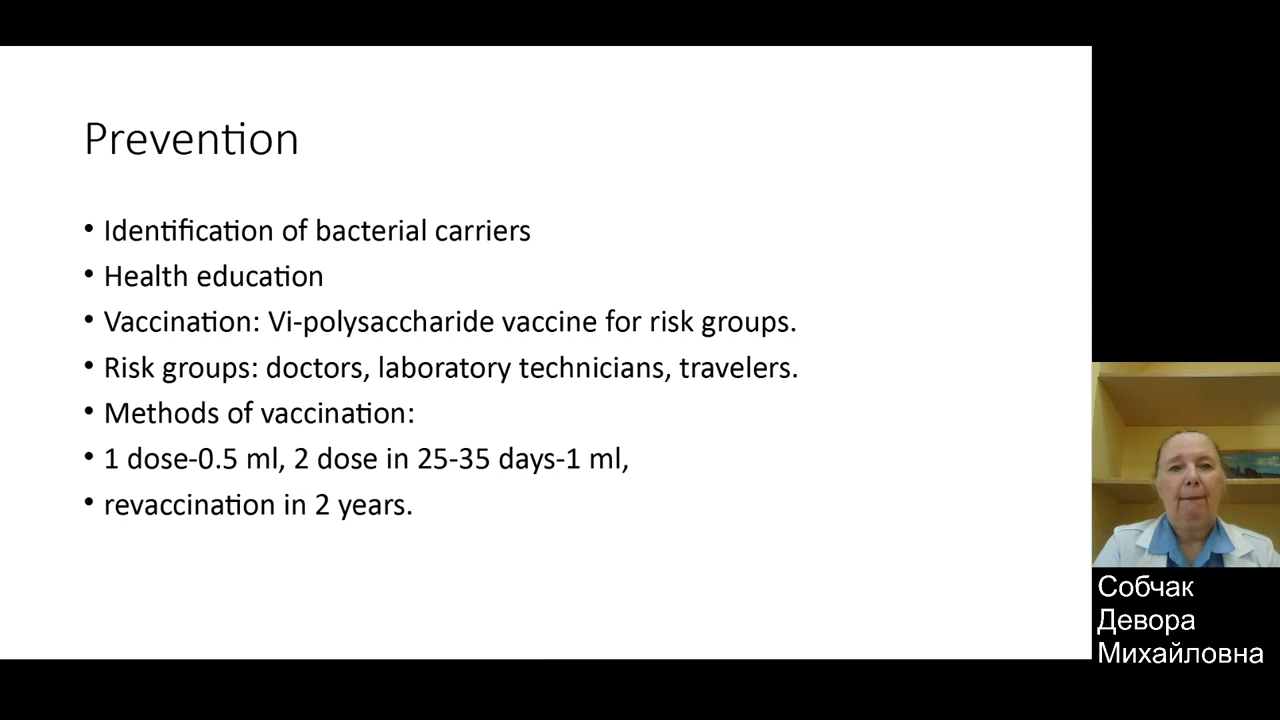 Prevention
• Identification of bacterial carriers
• Health education
• Vaccination: Vi-polysaccharide vaccine for risk groups.
• Risk groups: doctors, laboratory technicians, travelers.
• Methods of vaccination:
• 1 dose-0.5 ml, 2 dose in 25-35 days-1 ml,
• revaccination in 2 years.
Собчак
Девора
Михайловна